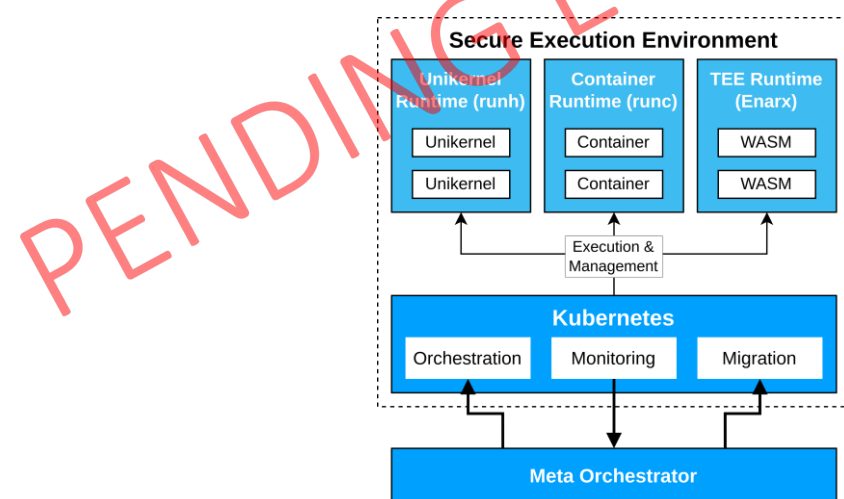 PENDING E
Secure Execution Environment
Unikernel
Runtime (runh)
Container
Runtime (runc)
TEE Runtime
(Enarx)
Unikernel
Container
WASM
Unikernel
Container
WASM
Execution &
Management
Kubernetes
Orchestration
Monitoring
Migration
Meta Orchestrator